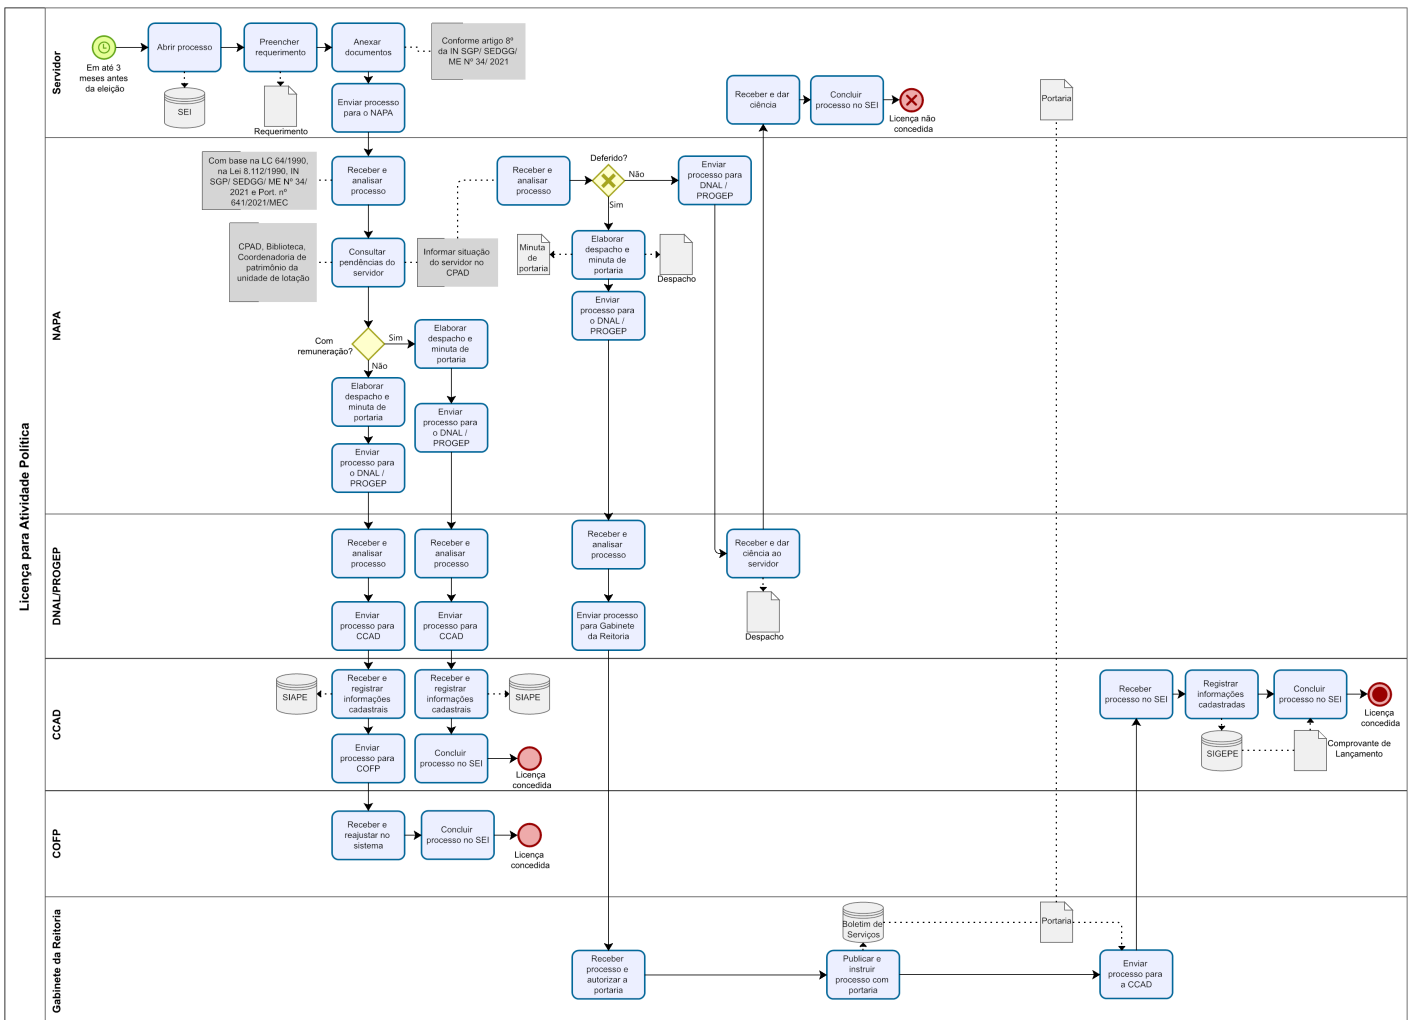 Licença para Atividade Política
Servidor
Em até 3
meses antes
da eleição
Abrir processo
SEI
Preencher
requerimento
Requerimento
Anexar
documentos
Conforme artigo 8º
da IN SGP/ SEDGG/
ME Nº 34/ 2021
Enviar processo
para o NAPA
Receber e dar
ciência
Concluir
processo no SEI
Licença não
concedida
Portaria
NAPA
Com base na LC 64/1990,
na Lei 8.112/1990, IN
SGP/ SEDGG/ ME Nº 34/
2021 e Port. nº
641/2021/MEC
Receber e
analisar
processo
CPAD, Biblioteca,
Coordenadoria de
patrimônio da
unidade de lotação
Consultar
pendências do
servidor
Informar situação
do servidor no
CPAD
Receber e
analisar
processo
Deferido?
Não
Sim
Enviar
processo para
DNAL /
PROGEP
Minuta
de
portaria
Elaborar
despacho e
minuta de
portaria
Despacho
Enviar
processo para
o DNAL /
PROGEP
Com
remuneração?
Sim
Não
Elaborar
despacho e
minuta de
portaria
Elaborar
despacho e
minuta de
portaria
Enviar
processo para
o DNAL /
PROGEP
Enviar
processo para
o DNAL /
PROGEP
DNAL/PROGEP
Receber e
analisar
processo
Receber e
analisar
processo
Receber e
analisar
processo
Receber e dar
ciência ao
servidor
Despacho
Enviar
processo para
CCAD
Enviar
processo para
CCAD
Enviar processo
para Gabinete
da Reitoria
CCAD
SIAPE
Receber e
registrar
informações
cadastrais
Receber e
registrar
informações
cadastrais
SIAPE
Enviar
processo para
COFP
Concluir
processo no SEI
Licença
concedida
Receber
processo no SEI
Registrar
informações
cadastradas
Concluir
processo no SEI
Licença
concedida
SIGEPE
Comprovante de
Lançamento
COFP
Receber e
reajustar no
sistema
Concluir
processo no SEI
Licença
concedida
Gabinete da Reitoria
Receber
processo e
autorizar a
portaria
Boletim de
Serviços
Publicar e
instruir
processo com
portaria
Portaria
Enviar
processo para
a CCAD